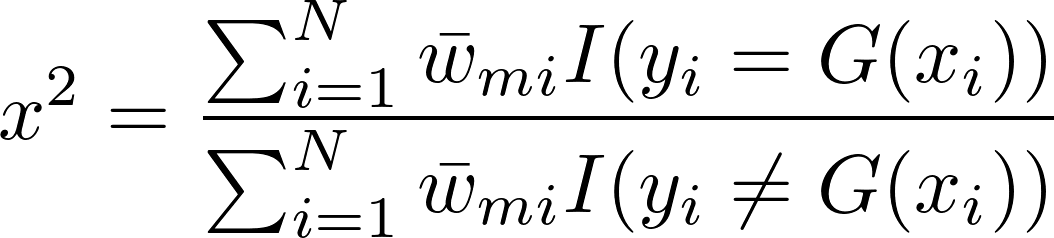 x^2 = \frac{\sum_{i=1}^{N} \bar{w}_{mi} I(y_i = G(x_i))}{\sum_{i=1}^{N} \bar{w}_{mi} I(y_i \neq G(x_i))}